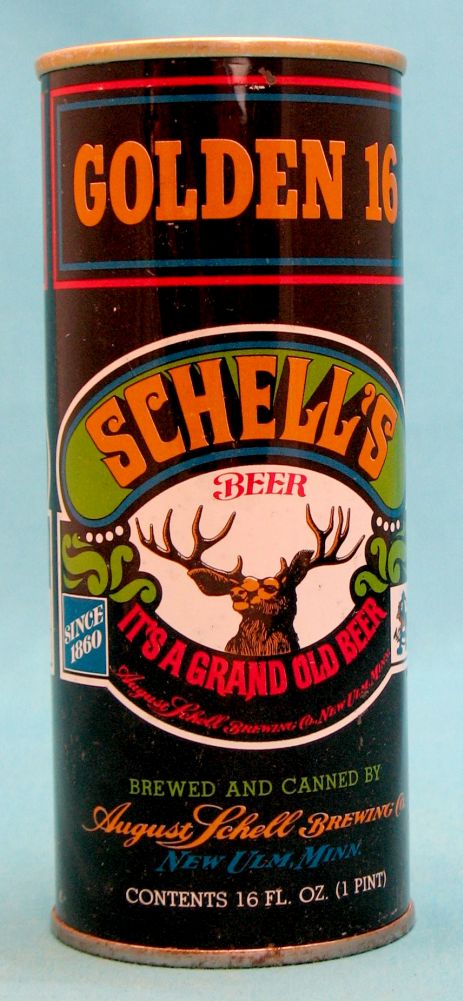 GOLDEN 16
SCHELL'S
BEER
SINCE
1860
IT'S A GRAND OLD BEER
August Schell BREWING Co., NEW ULM, MINN.
BREWED AND CANNED BY
August Schell BREWING Co.
NEW ULM, MINN.
CONTENTS 16 FL. OZ. (1 PINT)